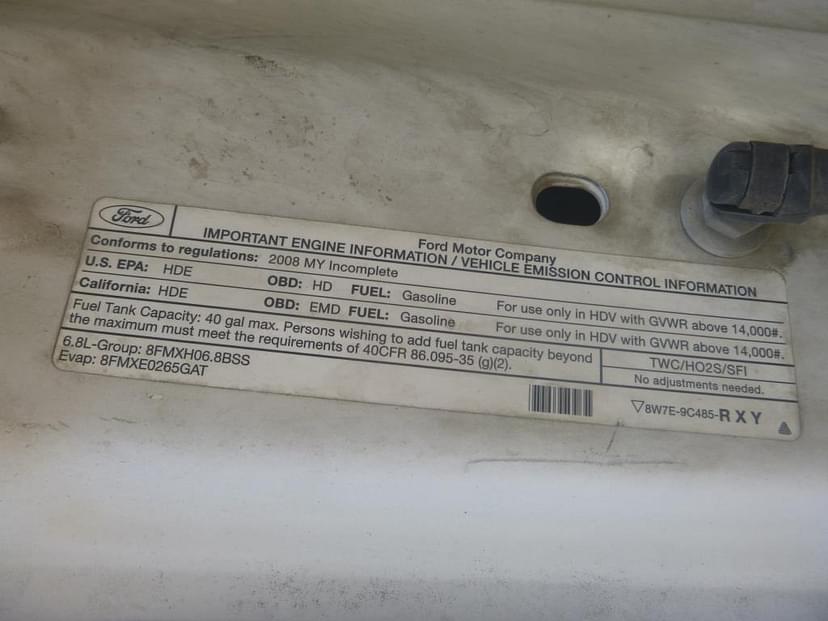 Ford
Ford Motor Company
IMPORTANT ENGINE INFORMATION / VEHICLE EMISSION CONTROL INFORMATION
Conforms to regulations: 2008 MY Incomplete
U.S. EPA: HDE OBD: HD FUEL: Gasoline For use only in HDV with GVWR above 14,000#.
California: HDE OBD: EMD FUEL: Gasoline For use only in HDV with GVWR above 14,000#.
Fuel Tank Capacity: 40 gal max. Persons wishing to add fuel tank capacity beyond
the maximum must meet the requirements of 40CFR 86.095-35 (g)(2).
TWC/HO2S/SFI
No adjustments needed.
6.8L-Group: 8FMXH06.8BSS
Evap: 8FMXE0265GAT
8W7E-9C485-RXY